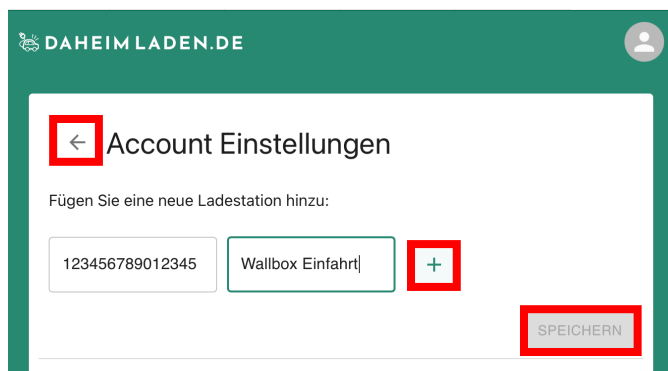 DAHEIMLADEN.DE
← Account Einstellungen
Fügen Sie eine neue Ladestation hinzu:
123456789012345 Wallbox Einfahrt +
SPEICHERN